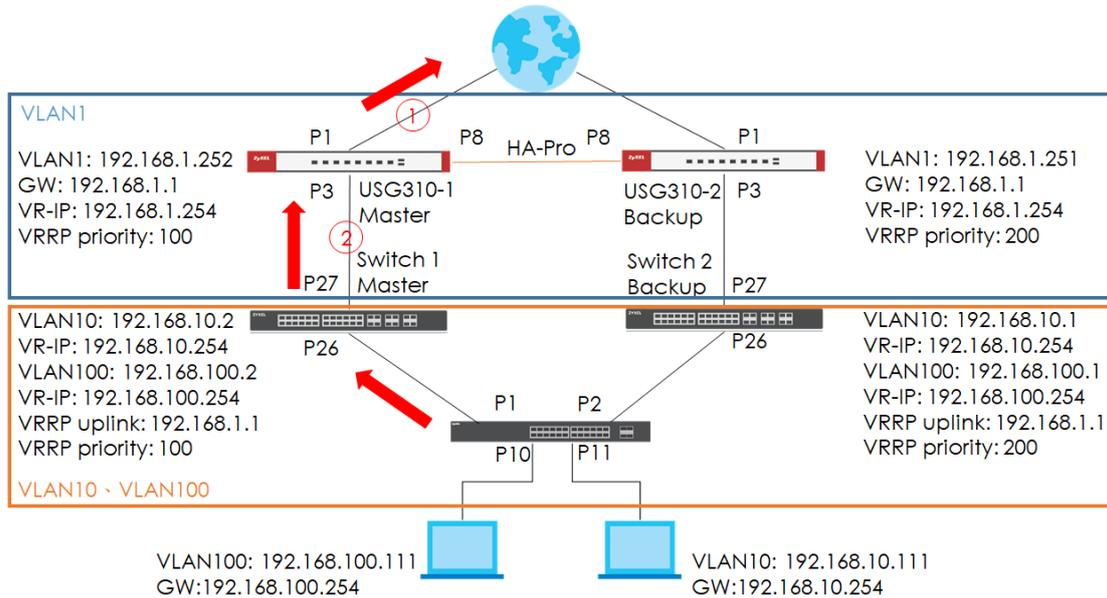 ①
VLAN1
P1
P8
HA-Pro
P8
P1
ZyXEL
ZyXEL
VLAN1: 192.168.1.252
GW: 192.168.1.1
VR-IP: 192.168.1.254
VRRP priority: 100
P3
USG310-1
Master
②
Switch 1
Master
P27
USG310-2
Backup
P3
Switch 2
Backup
P27
VLAN1: 192.168.1.251
GW: 192.168.1.1
VR-IP: 192.168.1.254
VRRP priority: 200
ZYXEL
ZYXEL
VLAN10: 192.168.10.2
VR-IP: 192.168.10.254
VLAN100: 192.168.100.2
VR-IP: 192.168.100.254
VRRP uplink: 192.168.1.1
VRRP priority: 100
VLAN10、VLAN100
P26
P1
P2
P10
P11
P26
VLAN10: 192.168.10.1
VR-IP: 192.168.10.254
VLAN100: 192.168.100.1
VR-IP: 192.168.100.254
VRRP uplink: 192.168.1.1
VRRP priority: 200
VLAN100: 192.168.100.111
GW:192.168.100.254
VLAN10: 192.168.10.111
GW:192.168.10.254